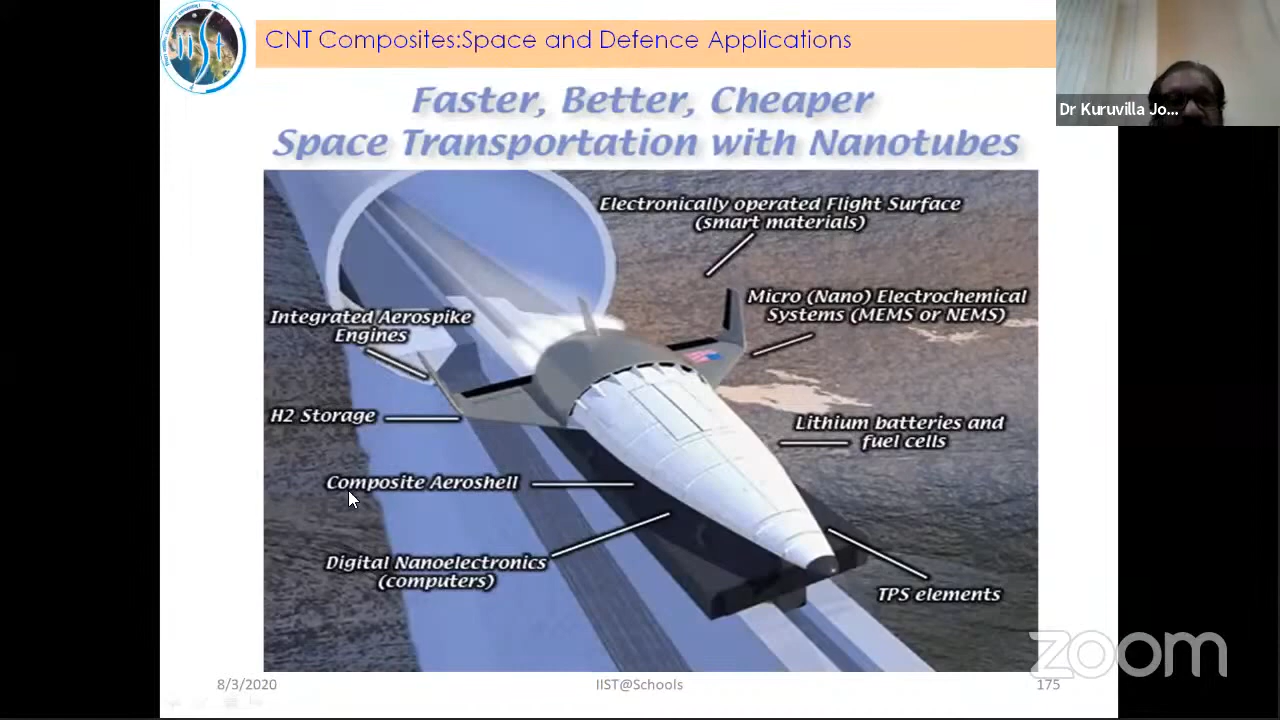 iist
CNT Composites:Space and Defence Applications
Dr Kuruvilla Jo...
Faster, Better, Cheaper
Space Transportation with Nanotubes
Electronically operated Flight Surface
(smart materials)
Micro (Nano) Electrochemical
Systems (MEMS or NEMS)
Integrated Aerospike
Engines
H2 Storage
Lithium batteries and
fuel cells
Composite Aeroshell
Digital Nanoelectronics
(computers)
TPS elements
zoom
8/3/2020
IIST@Schools
175